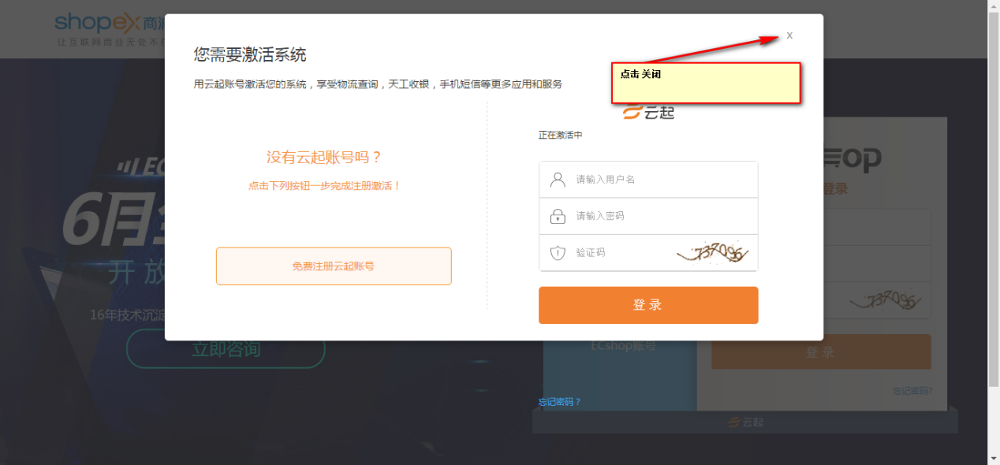 shopex 商派
让互联网商业无处不在
x
您需要激活系统
点击 关闭
用云起账号激活您的系统，享受物流查询，天工收银，手机短信等更多应用和服务
云起
正在激活中
没有云起账号吗？
点击下列按钮一步完成注册激活！
请输入用户名
请输入密码
验证码
737096
免费注册云起账号
登 录
登录
6月
开 放
16年技术沉淀
立即咨询
737096
ECshop账号
登 录
忘记密码?
忘记密码？
云起